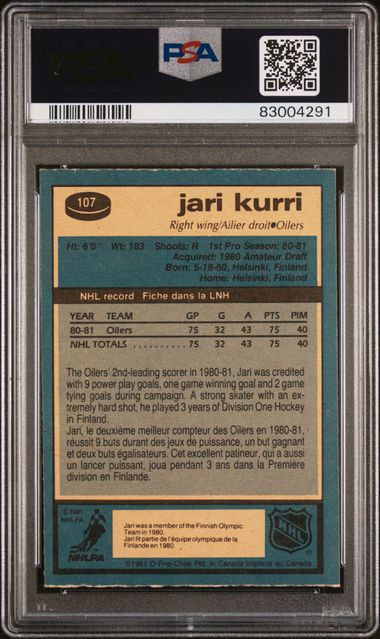 PSA
83004291
107
jari kurri
Right wing/Ailier droit●Oilers
Ht: 6'0" Wt: 183 Shoots: R 1st Pro Season: 80-81
Acquired: 1980 Amateur Draft
Born: 5-18-60, Helsinki, Finland
Home: Helsinki, Finland
NHL record Fiche dans la LNH
YEAR TEAM GP G A PTS PIM
80-81 Oilers 75 32 43 75 40
NHL TOTALS .......... 75 32 43 75 40
The Oilers' 2nd-leading scorer in 1980-81, Jari was credited
with 9 power play goals, one game winning goal and 2 game
tying goals during campaign. A strong skater with an ex-
tremely hard shot, he played 3 years of Division One Hockey
in Finland.
Jari, le deuxième meilleur compteur des Oilers en 1980-81,
réussit 9 buts durant des jeux de puissance, un but gagnant
et deux buts égalisateurs. Cet excellent patineur, qui a aussi
un lancer puissant, joua pendant 3 ans dans la Première
division en Finlande.
© 1981
NHLPA
NHLPA
Jari was a member of the Finnish Olympic
Team in 1980.
Jari fit partie de l'équipe olympique de la
Finlande en 1980.
NHL
©1981 O-Pee-Chee Ptd. in Canada Imprimé au Canada